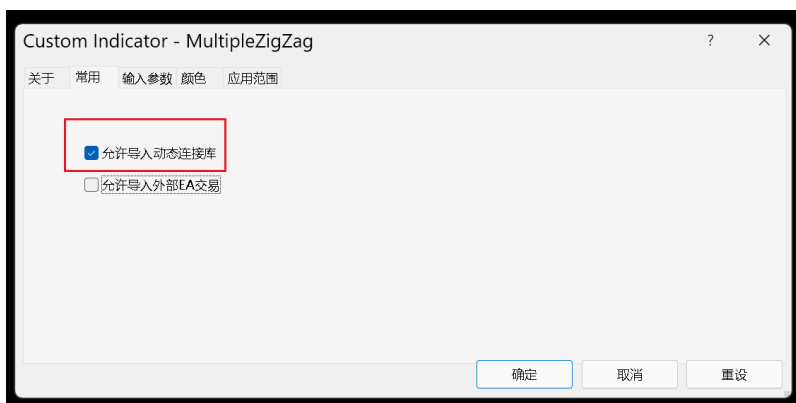 Custom Indicator - MultipleZigZag ? ×
关于 常用 输入参数 颜色 应用范围
允许导入动态连接库
允许导入外部EA交易
确定 取消 重设